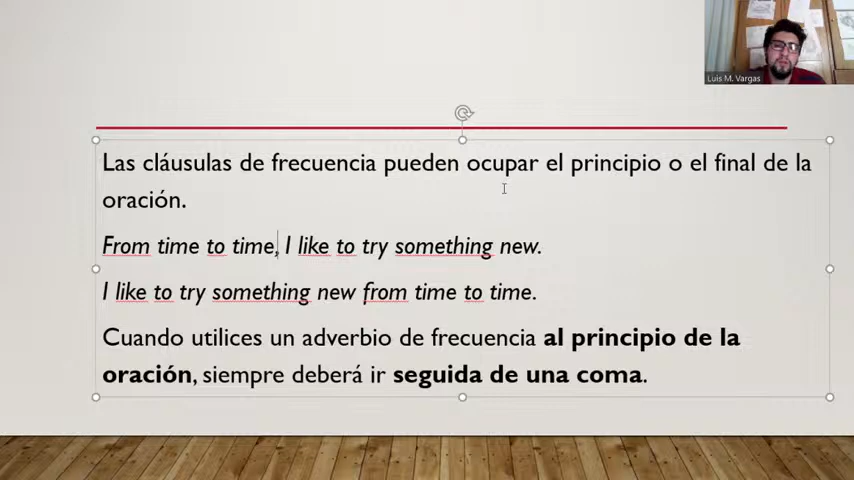 Luis M. Vargas
Las cláusulas de frecuencia pueden ocupar el principio o el final de la
oración.
From time to time, I like to try something new.
I like to try something new from time to time.
Cuando utilices un adverbio de frecuencia al principio de la
oración, siempre deberá ir seguida de una coma.